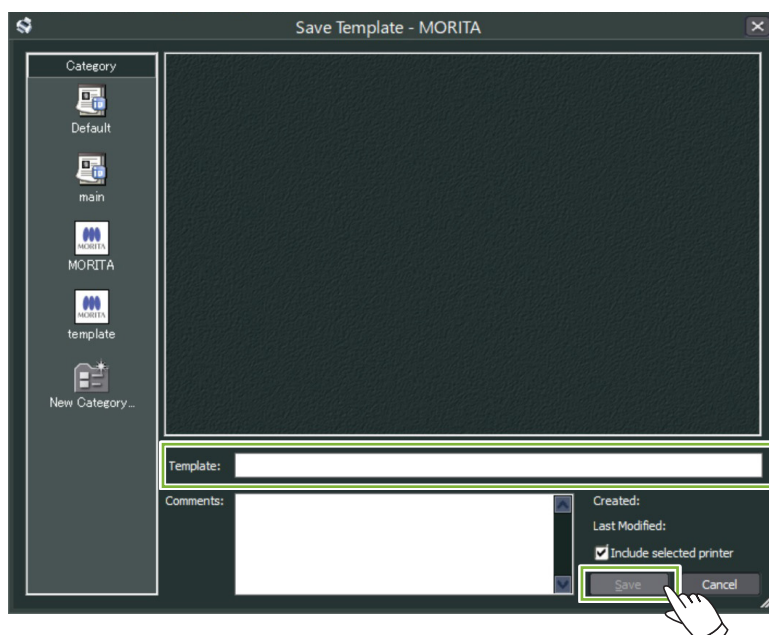 Save Template - MORITA
Category
Default
main
MORITA
MORITA
MORITA
template
New Category...
Template:
Comments:
Created:
Last Modified:
Include selected printer
Save
Cancel